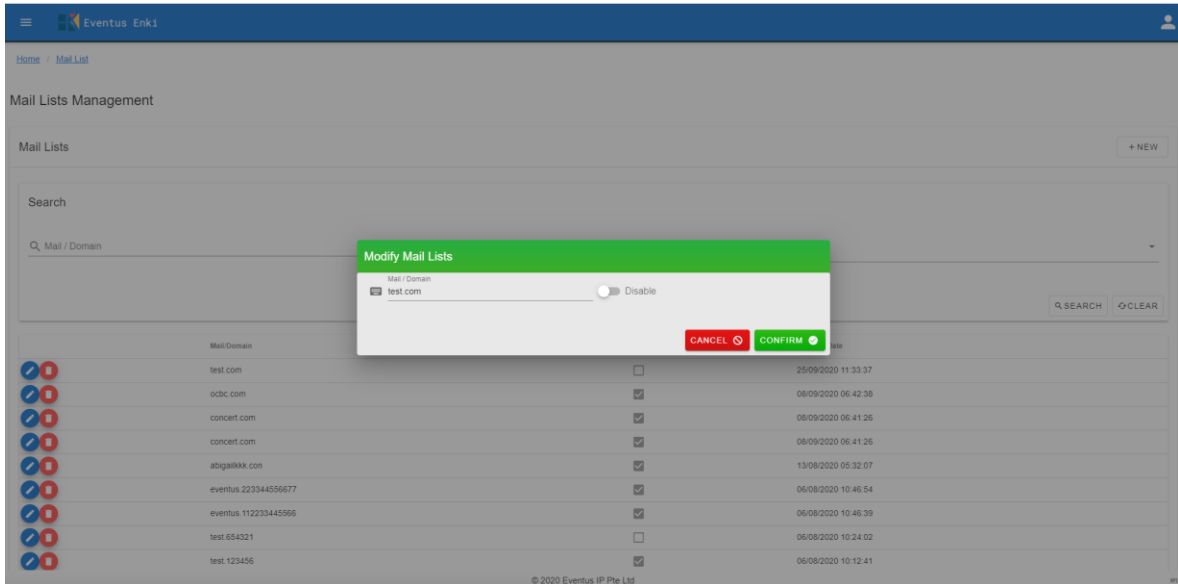 Eventus Enki
Home / Mail List
Mail Lists Management
Mail Lists
+ NEW
Search
Mail / Domain
Modify Mail Lists
Mail / Domain
test.com
Disable
CANCEL
CONFIRM
SEARCH
CLEAR
Mail/Domain
test.com 25/09/2020 11:33:37
ocbc.com 08/09/2020 06:42:38
concert.com 08/09/2020 06:41:26
concert.com 08/09/2020 06:41:26
abigailkkk.con 13/08/2020 05:32:07
eventus.223344556677 06/08/2020 10:46:54
eventus.112233445566 06/08/2020 10:46:39
test.654321 06/08/2020 10:24:02
test.123456 06/08/2020 10:12:41
© 2020 Eventus IP Pte Ltd